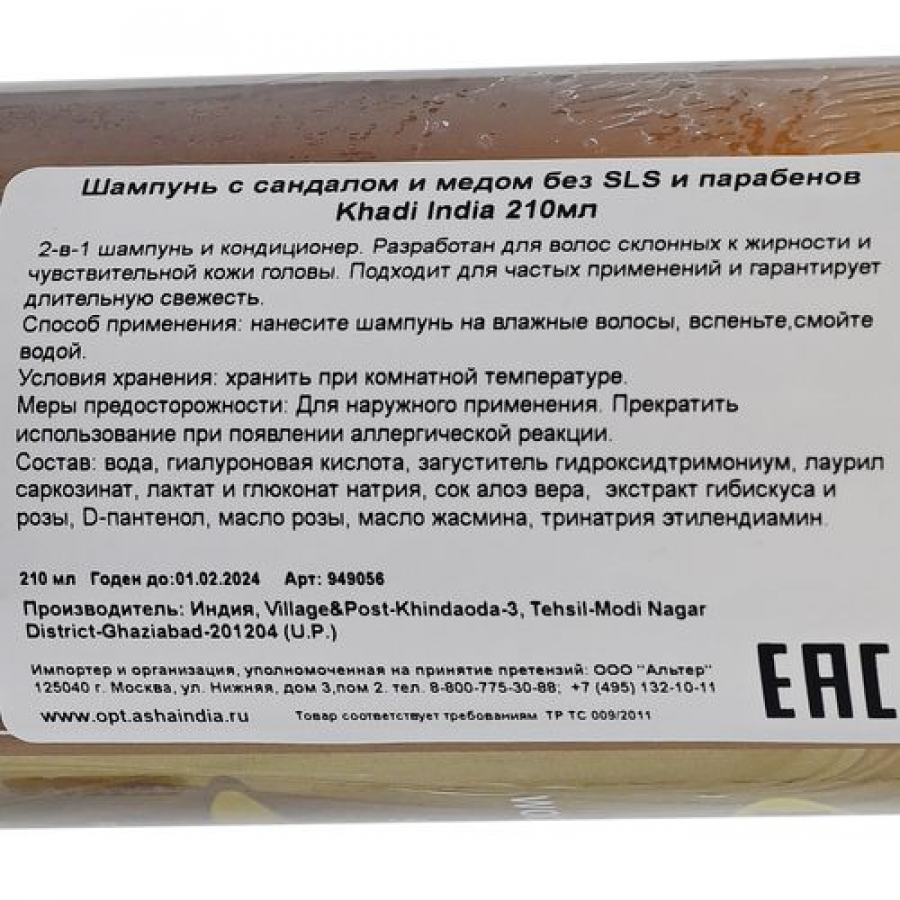 Шампунь с сандалом и медом без SLS и парабенов
Khadi India 210мл
2-в-1 шампунь и кондиционер. Разработан для волос склонных к жирности и
чувствительной кожи головы. Подходит для частых применений и гарантирует
длительную свежесть.
Способ применения: нанесите шампунь на влажные волосы, вспеньте,смойте
водой.
Условия хранения: хранить при комнатной температуре.
Меры предосторожности: Для наружного применения. Прекратить
использование при появлении аллергической реакции.
Состав: вода, гиалуроновая кислота, загуститель гидроксидтримониум, лаурил
саркозинат, лактат и глюконат натрия, сок алоэ вера, экстракт гибискуса и
розы, D-пантенол, масло розы, масло жасмина, тринатрия этилендиамин.
210 мл Годен до:01.02.2024 Арт: 949056
Производитель: Индия, Village&Post-Khindaoda-3, Tehsil-Modi Nagar
District-Ghaziabad-201204 (U.P.)
Импортер и организация, уполномоченная на принятие претензий: ООО "Альтер"
125040 г. Москва, ул. Нижняя, дом 3,пом 2. тел. 8-800-775-30-88; +7 (495) 132-10-11
www.opt.ashaindia.ru Товар соответствует требованиям ТР ТС 009/2011
EAC